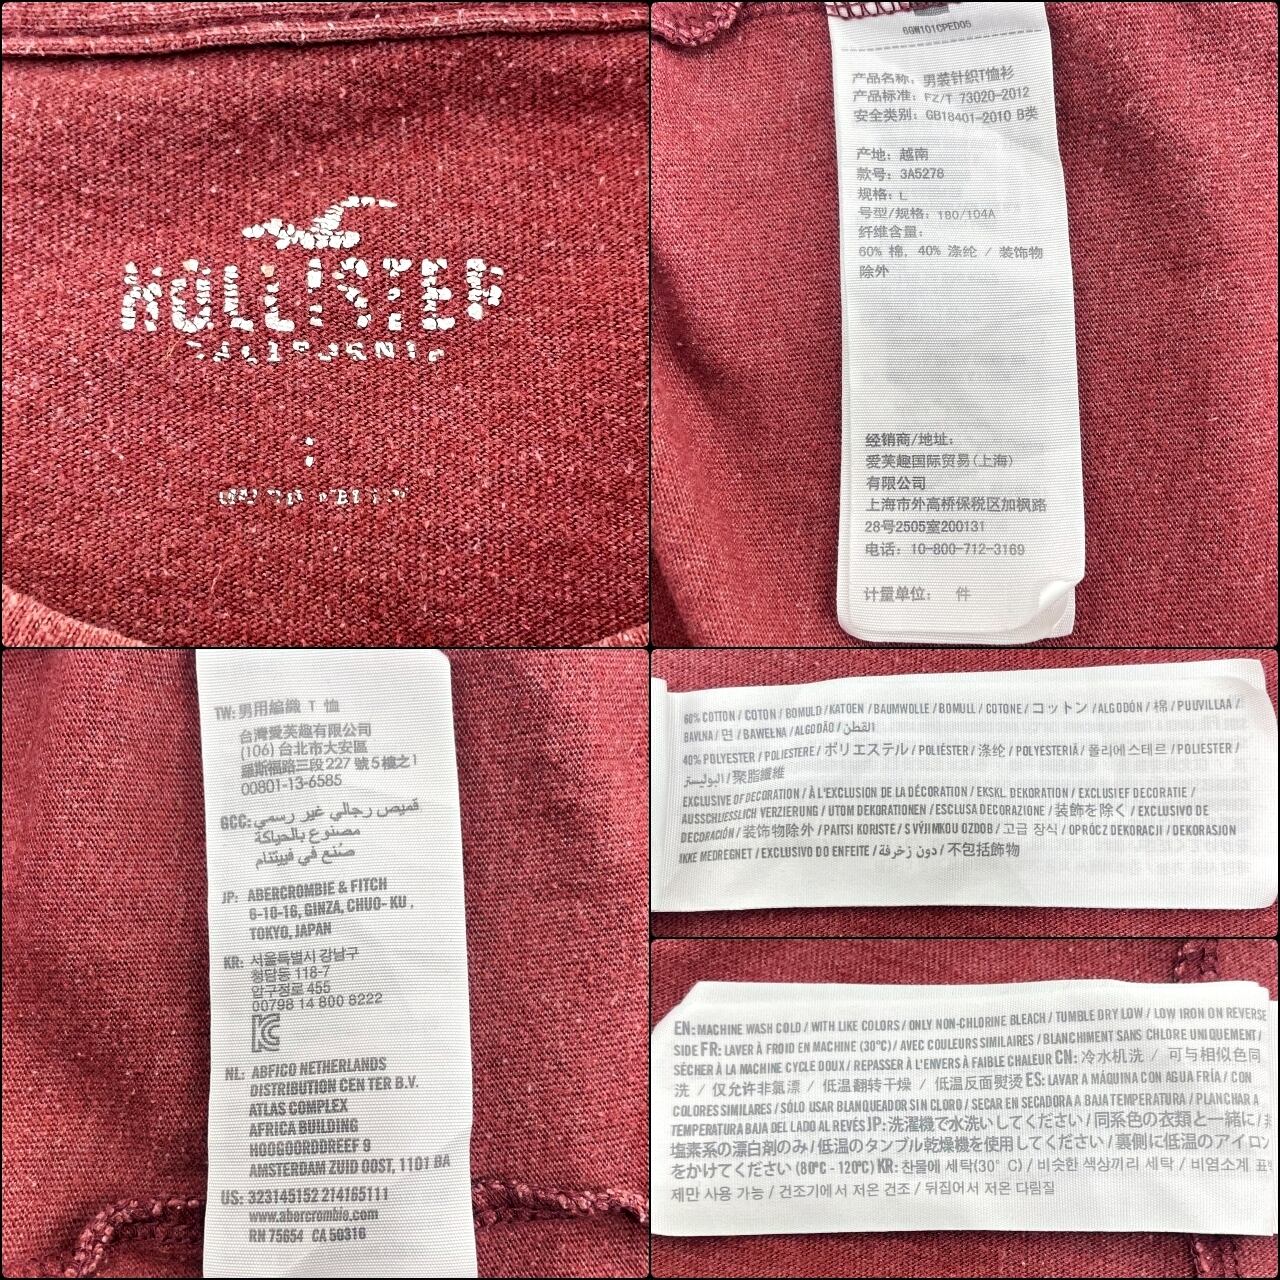 HOLLISTER
CALIFORNIA
6GM101CPED05
产品名称: 男装针织T恤衫
产品标准: FZ/T 73020-2012
安全类别: GB18401-2010 B类
产地: 越南
款号: 3A5278
规格: L
号型/规格: 180/104A
纤维含量:
60% 棉, 40% 涤纶 / 装饰物
除外
经销商/地址:
爱芙趣国际贸易(上海)
有限公司
上海市外高桥保税区加枫路
28号2505室200131
电话: 10-800-712-3169
计量单位: 件
TW: 男用編織 T 恤
台灣愛芙趣有限公司
(106) 台北市大安區
羅斯福路三段 227 號 5 樓之 1
00801-13-6585
GCC: قميص رجالي غير رسمي
مصنوع بالحياكة
صُنع في فييتنام
JP: ABERCROMBIE & FITCH
6-10-16, GINZA, CHUO- KU ,
TOKYO, JAPAN
KR: 서울특별시 강남구
청담동 118-7
압구정로 455
00798 14 800 8222
NL: ABFICO NETHERLANDS
DISTRIBUTION CEN TER B.V.
ATLAS COMPLEX
AFRICA BUILDING
HOOGOORDDREEF 9
AMSTERDAM ZUID OOST, 1101 BA
US: 323145152 214165111
www.abercrombie.com
RN 75654 CA 50316
60% COTTON / COTON / BOMULD / KATOEN / BAUMWOLLE / BOMULL / COTONE / コットン / ALGODÓN / 棉 / PUUVILLAA /
BAVLNA / 면 / BAWEŁNA / ALGODÃO / القطن
40% POLYESTER / POLIESTERE / ポリエステル / POLIÉSTER / 涤纶 / POLYESTERIÄ / 폴리에스테르 / POLIESTER /
البوليستر / 聚脂纖維
EXCLUSIVE OF DECORATION / À L'EXCLUSION DE LA DÉCORATION / EKSKL. DEKORATION / EXCLUSIEF DECORATIE /
AUSSCHLIESSLICH VERZIERUNG / UTOM DEKORATIONEN / ESCLUSA DECORAZIONE / 装飾を除く / EXCLUSIVO DE
DECORACIÓN / 装饰物除外 / PAITSI KORISTE / S VÝJIMKOU OZDOB / 고급 장식 / OPRÓCZ DEKORACJI / DEKORASJON
IKKE MEDREGNET / EXCLUSIVO DO ENFEITE / دون زخرفة / 不包括飾物
EN: MACHINE WASH COLD / WITH LIKE COLORS / ONLY NON-CHLORINE BLEACH / TUMBLE DRY LOW / LOW IRON ON REVERSE
SIDE FR: LAVER À FROID EN MACHINE (30°C) / AVEC COULEURS SIMILAIRES / BLANCHIMENT SANS CHLORE UNIQUEMENT /
SÉCHER À LA MACHINE CYCLE DOUX / REPASSER À L'ENVERS À FAIBLE CHALEUR CN: 冷水机洗 / 可与相似色同
洗 / 仅允许非氯漂 / 低温翻转干燥 / 低温反面熨烫 ES: LAVAR A MÁQUINA CON AGUA FRÍA / CON
COLORES SIMILARES / SÓLO USAR BLANQUEADOR SIN CLORO / SECAR EN SECADORA A BAJA TEMPERATURA / PLANCHAR A
TEMPERATURA BAJA DEL LADO AL REVÉS JP: 洗濯機で水洗いしてください / 同系色の衣類と一緒に /
塩素系の漂白剤のみ / 低温のタンブル乾燥機を使用してください / 裏側に低温のアイロン
をかけてください (80°C - 120°C) KR: 찬물에 세탁(30° C) / 비슷한 색상끼리 세탁 / 비염소계 표백
제만 사용 가능 / 건조기에서 저온 건조 / 뒤집어서 저온 다림질